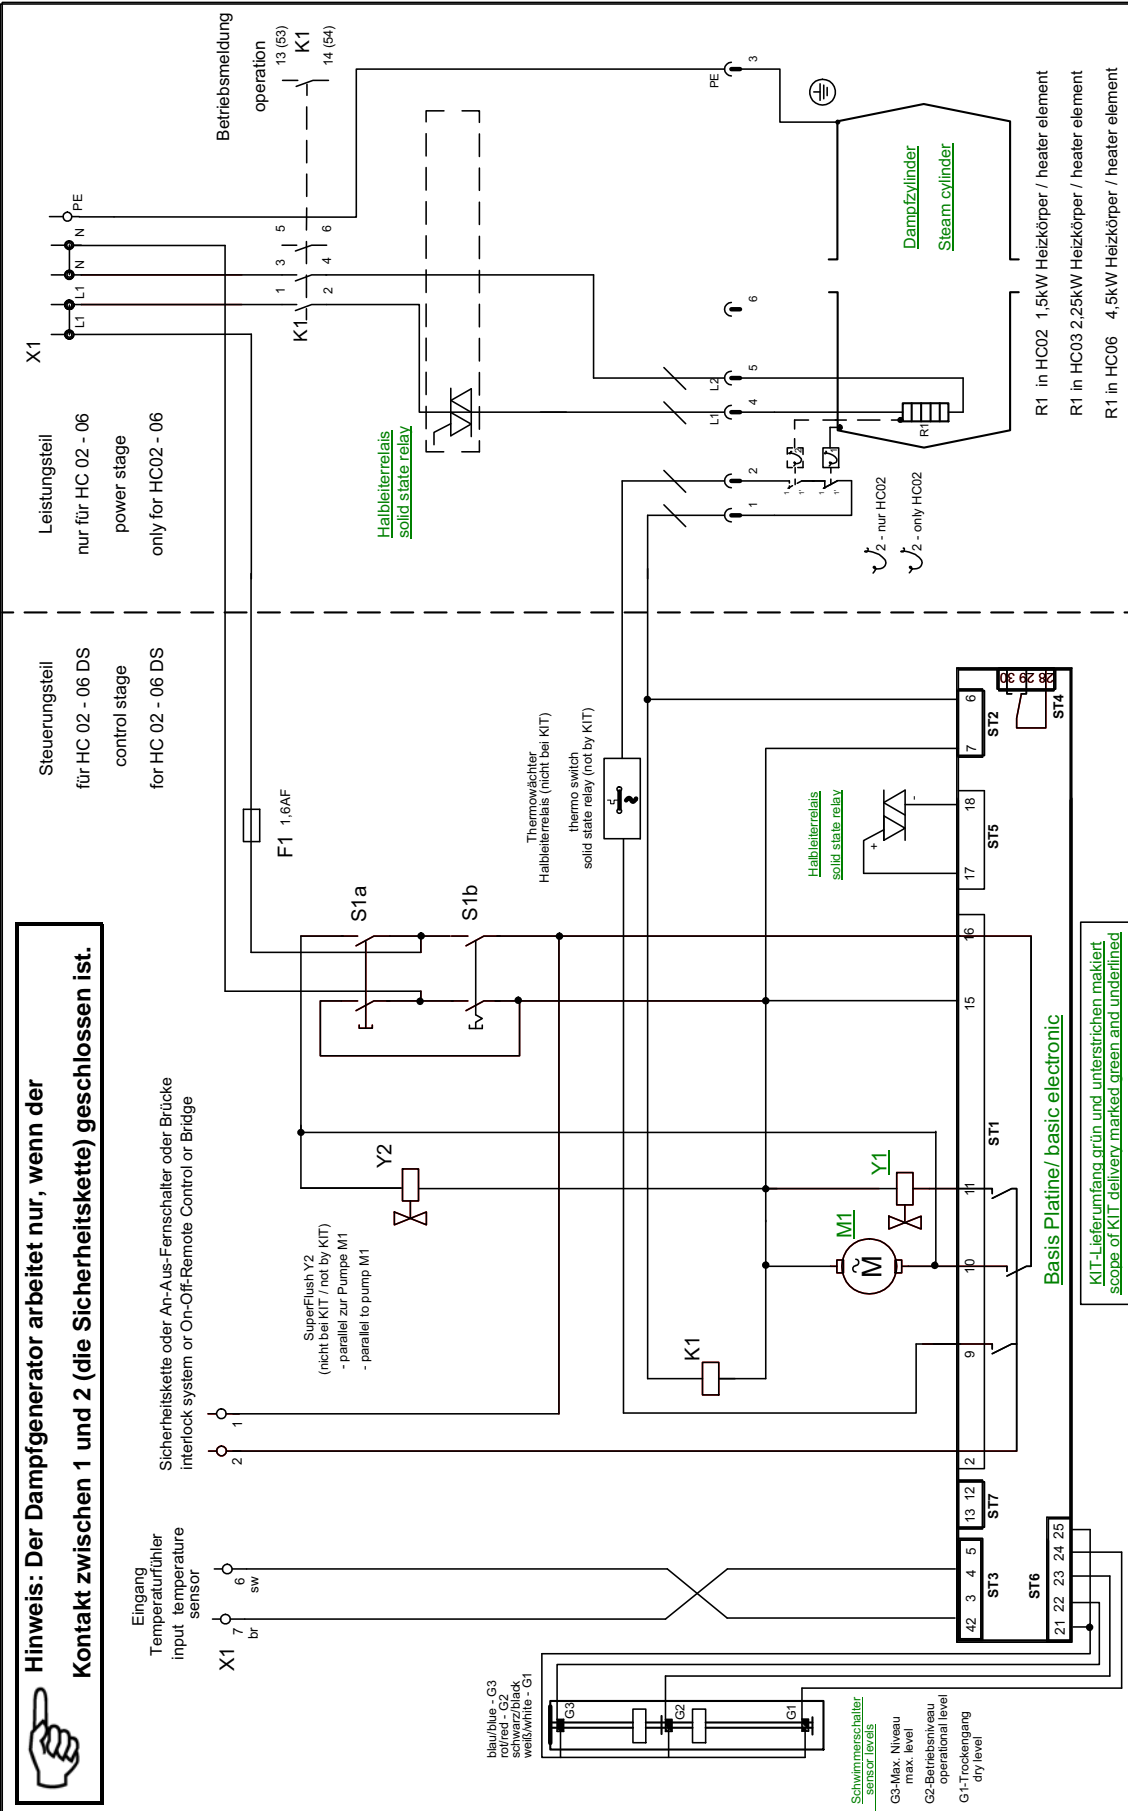 Hinweis: Der Dampfgenerator arbeitet nur, wenn der
Kontakt zwischen 1 und 2 (die Sicherheitskette) geschlossen ist.
Steuerungsteil
für HC 02 - 06 DS
control stage
for HC 02 - 06 DS
Leistungsteil
nur für HC 02 - 06
power stage
only for HC02 - 06
X1
L1
L1
N
N
PE
Betriebsmeldung
operation
13 (53)
K1
14 (54)
1
3
5
K1
2
4
6
Halbleiterrelais
solid state relay
F1 1,6AF
S1a
S1b
Eingang
Temperaturfühler
input temperature
sensor
X1
7
br
6
sw
Sicherheitskette oder An-Aus-Fernschalter oder Brücke
interlock system or On-Off-Remote Control or Bridge
2
1
SuperFlush Y2
(nicht bei KIT / not by KIT)
- parallel zur Pumpe M1
- parallel to pump M1
Y2
Thermowächter
Halbleiterrelais (nicht bei KIT)
thermo switch
solid state relay (not by KIT)
1
2
L1
4
L2
5
6
PE
3
1
1'
2
1
1'
2 - nur HC02
2 - only HC02
R1
Dampfzylinder
Steam cylinder
R1 in HC02 1,5kW Heizkörper / heater element
R1 in HC03 2,25kW Heizkörper / heater element
R1 in HC06 4,5kW Heizkörper / heater element
K1
M1
M
~
Y1
Halbleiterrelais
solid state relay
+
-
42
3
4
5
ST3
13
12
ST7
2
9
10
11
15
16
ST1
17
18
ST5
7
6
ST2
28
29
30
ST4
21
22
23
24
25
ST6
Basis Platine/ basic electronic
KIT-Lieferumfang grün und unterstrichen makiert
scope of KIT delivery marked green and underlined
blau/blue - G3
rot/red - G2
schwarz/black
weiß/white - G1
G3
G2
G1
Schwimmerschalter
sensor levels
G3-Max. Niveau
max. level
G2-Betriebsniveau
operational level
G1-Trockengang
dry level